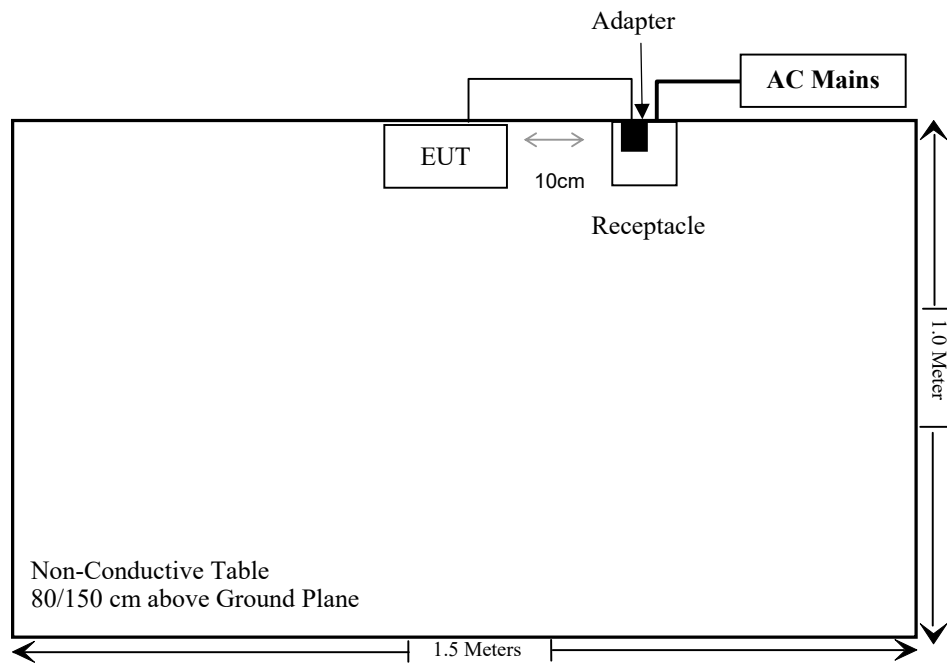 Adapter
AC Mains
EUT
10cm
Receptacle
1.0 Meter
Non-Conductive Table
80/150 cm above Ground Plane
1.5 Meters